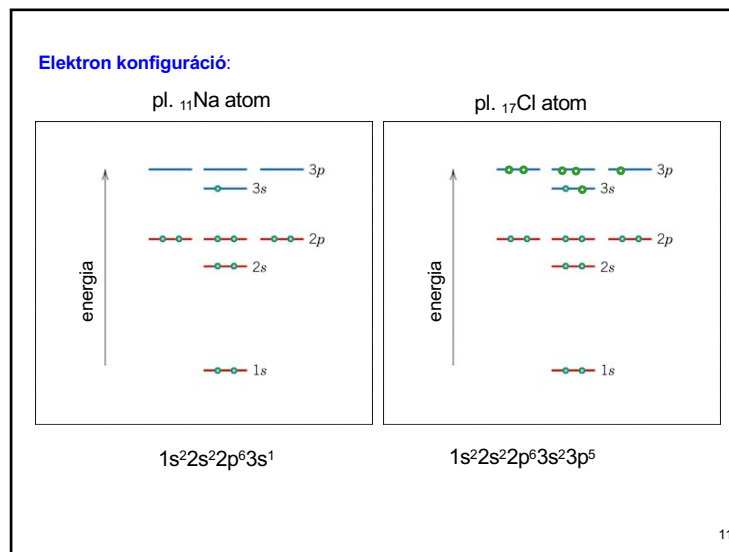 Elektron konfiguráció:
pl. ₁₁Na atom
3p
3s
2p
2s
1s
energia
1s²2s²2p⁶3s¹
pl. ₁₇Cl atom
3p
3s
2p
2s
1s
energia
1s²2s²2p⁶3s²3p⁵
11